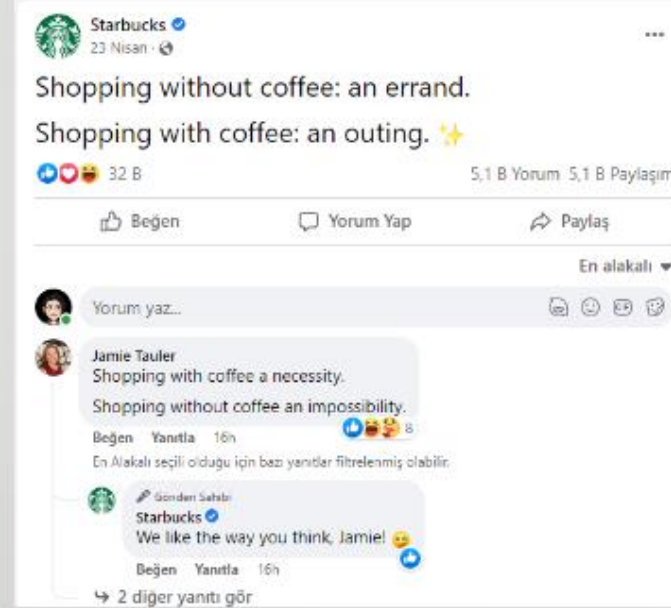 Starbucks
23 Nisan ·
Shopping without coffee: an errand.
Shopping with coffee: an outing. ✨
32 B
5,1 B Yorum 5,1 B Paylaşım
Beğen Yorum Yap Paylaş
En alakalı
Yorum yaz...
GIF
Jamie Tauler
Shopping with coffee a necessity.
Shopping without coffee an impossibility.
8
Beğen Yanıtla 16h
En Alakalı seçili olduğu için bazı yanıtlar filtrelenmiş olabilir.
Gönderi Sahibi
Starbucks
We like the way you think, Jamie! 😉
Beğen Yanıtla 16h
2 diğer yanıtı gör